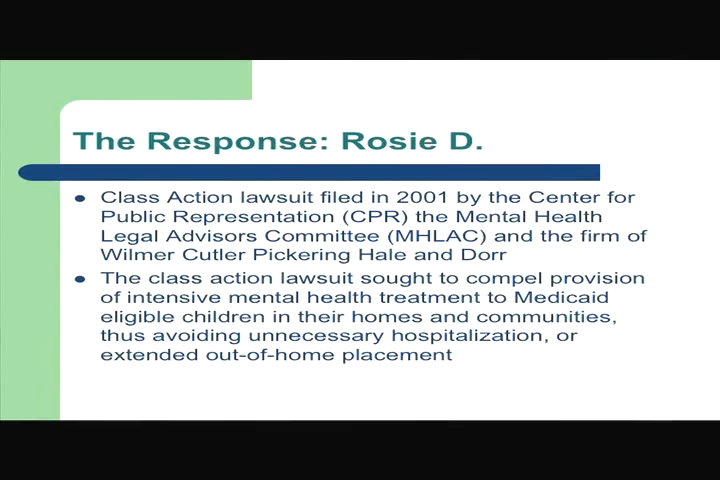 The Response: Rosie D.
● Class Action lawsuit filed in 2001 by the Center for
Public Representation (CPR) the Mental Health
Legal Advisors Committee (MHLAC) and the firm of
Wilmer Cutler Pickering Hale and Dorr
● The class action lawsuit sought to compel provision
of intensive mental health treatment to Medicaid
eligible children in their homes and communities,
thus avoiding unnecessary hospitalization, or
extended out-of-home placement